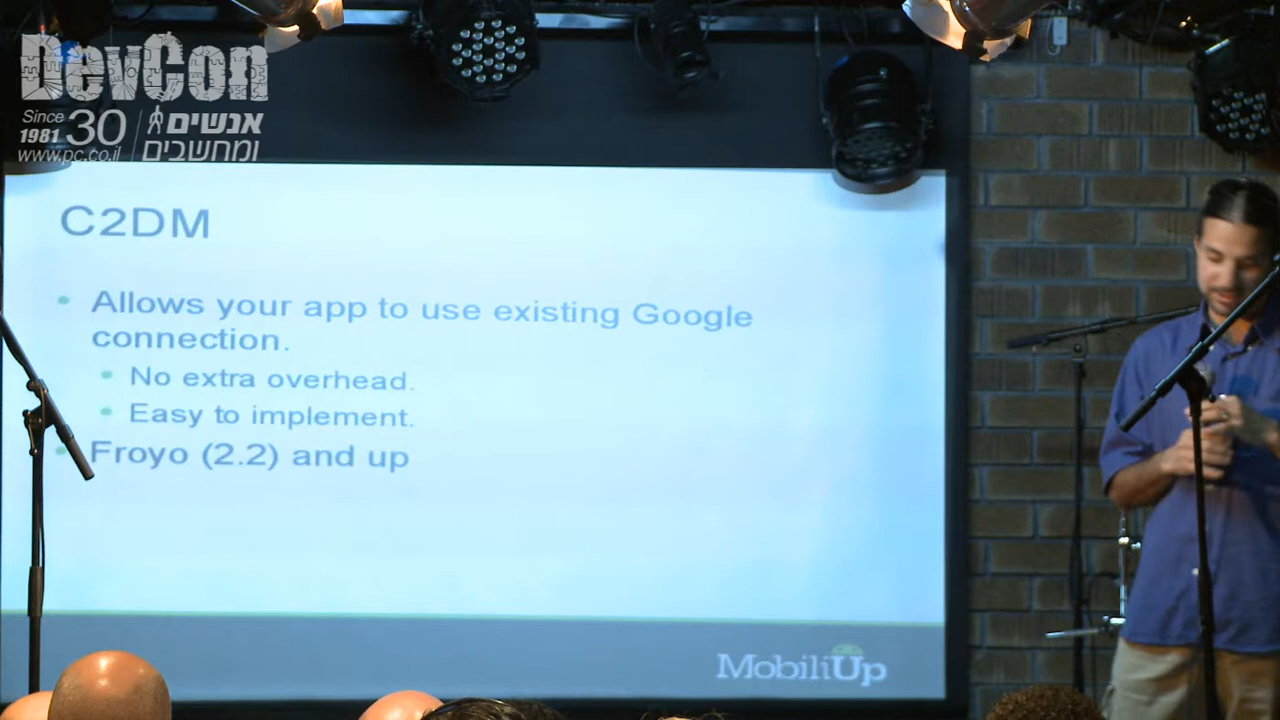 DevCon
Since
1981
30
אנשים
ומחשבים
www.pc.co.il
C2DM
Allows your app to use existing Google
connection.
No extra overhead.
Easy to implement.
Froyo (2.2) and up
MobiliUp